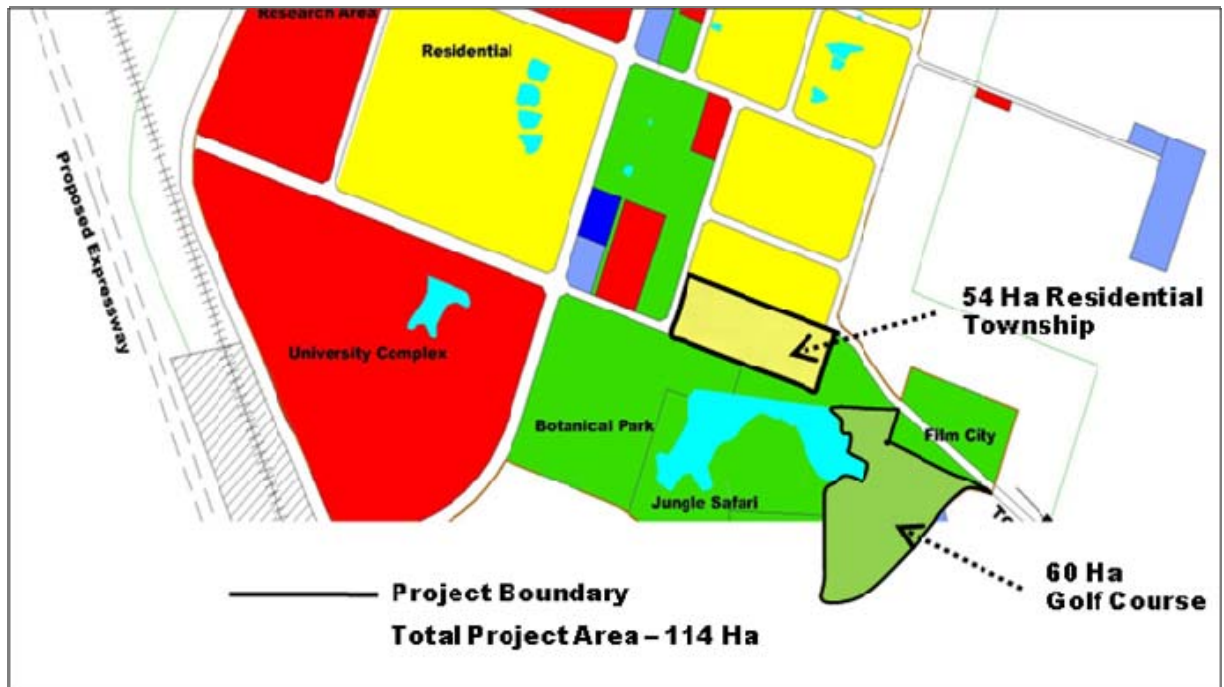 Research Area
Residential
Proposed Expressway
54 Ha Residential
Township
University Complex
Botanical Park
Film City
Jungle Safari
60 Ha
Golf Course
Project Boundary
Total Project Area – 114 Ha